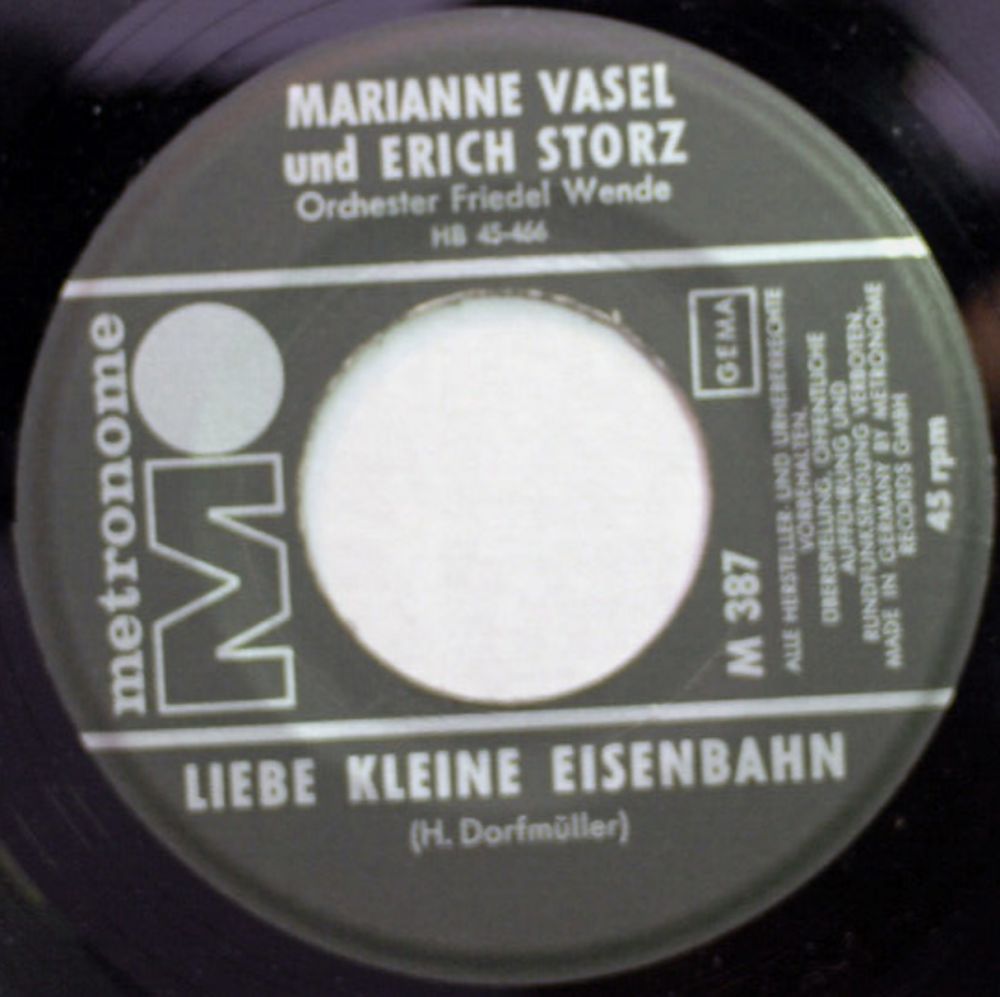 MARIANNE VASEL
und ERICH STORZ
Orchester Friedel Wende
HB 45-466
metronome
M
GEMA
M 387
ALLE HERSTELLER- UND URHEBERRECHTE
VORBEHALTEN.
ÜBERSPIELUNG, ÖFFENTLICHE
AUFFÜHRUNG UND
RUNDFUNKSENDUNG VERBOTEN.
MADE IN GERMANY BY METRONOME
RECORDS GMBH
45 rpm
LIEBE KLEINE EISENBAHN
(H. Dorfmüller)